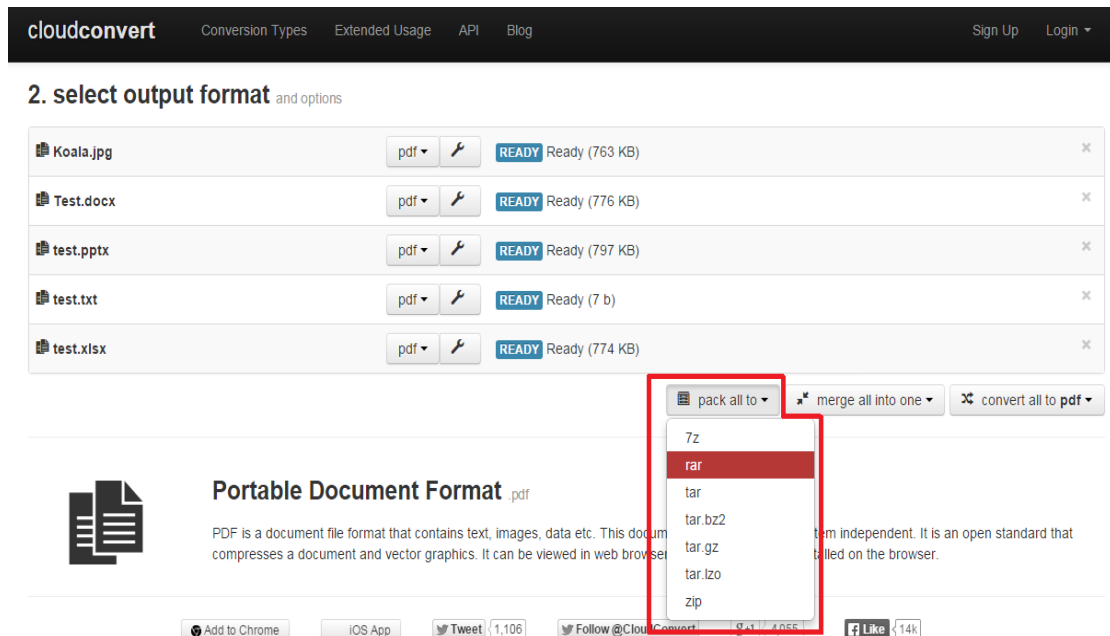 cloudconvert Conversion Types Extended Usage API Blog Sign Up Login
2. select output format and options
Koala.jpg pdf READY Ready (763 KB) ×
Test.docx pdf READY Ready (776 KB) ×
test.pptx pdf READY Ready (797 KB) ×
test.txt pdf READY Ready (7 b) ×
test.xlsx pdf READY Ready (774 KB) ×
pack all to merge all into one convert all to pdf
7z
rar
tar
tar.bz2
tar.gz
tar.lzo
zip
Portable Document Format .pdf
PDF is a document file format that contains text, images, data etc. This independent. It is an open standard that
compresses a document and vector graphics. It can be viewed in web on the browser.
Add to Chrome iOS App Tweet 1,106 Follow @CloudConvert g+1 4,055 Like 14k